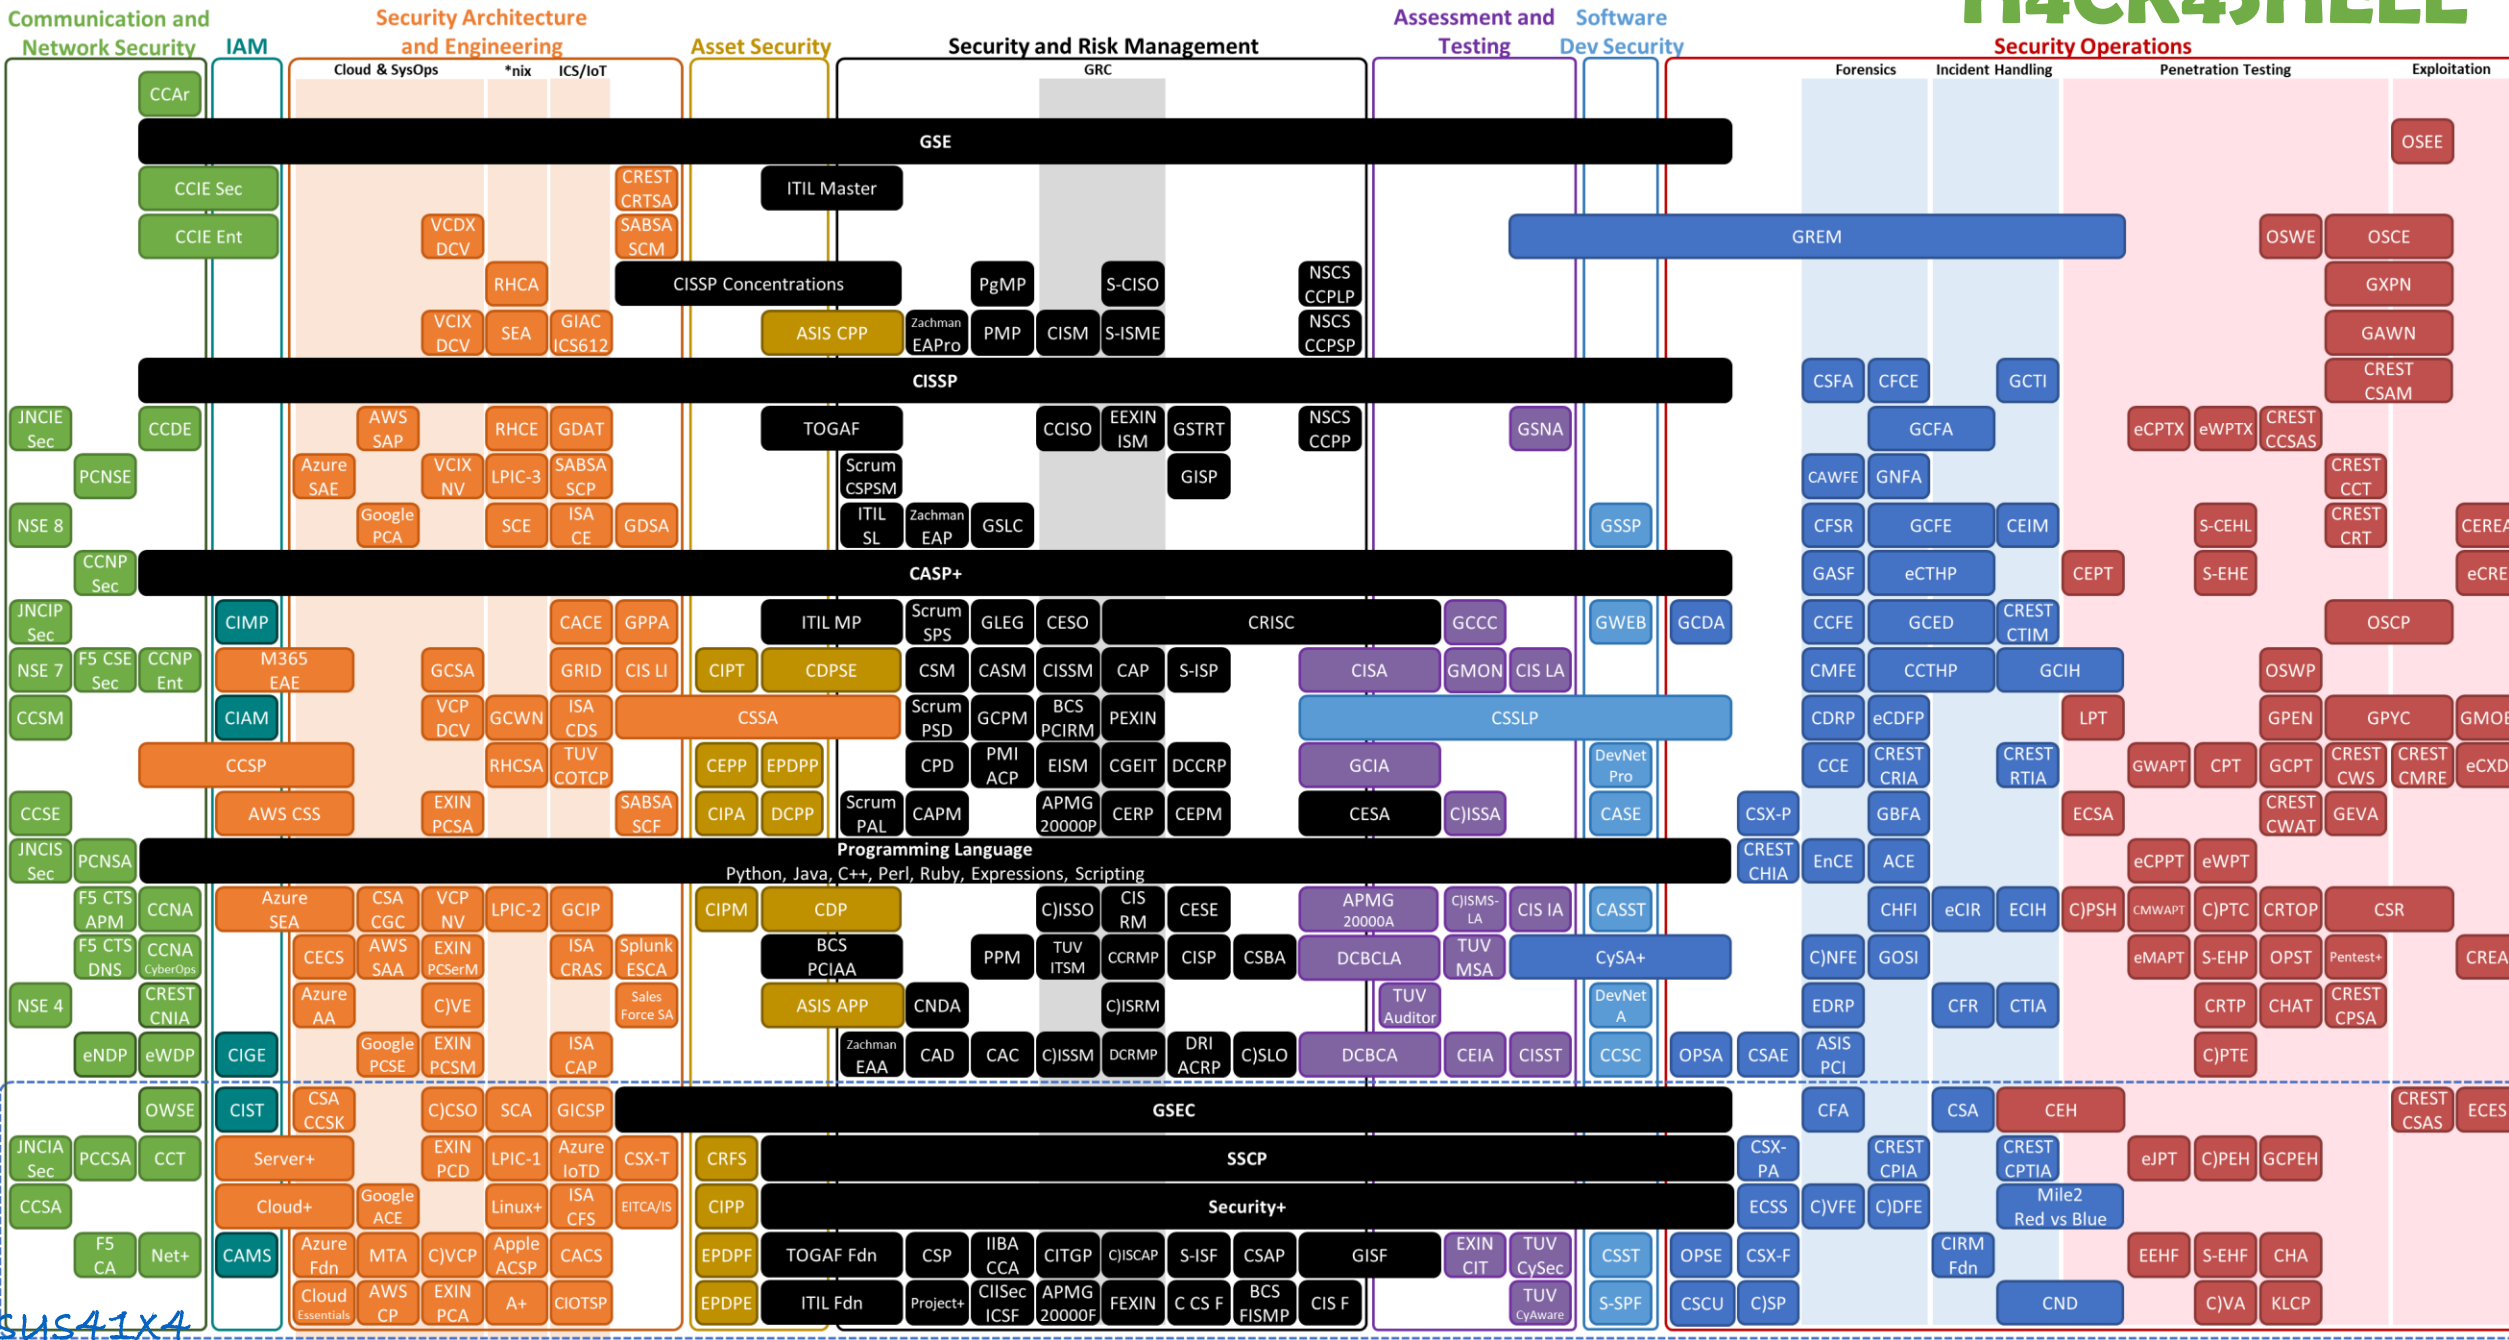 H4CK4SHELL
Communication and Network Security
IAM
Security Architecture and Engineering
Asset Security
Security and Risk Management
Assessment and Testing
Software Dev Security
Security Operations
Cloud & SysOps *nix ICS/IoT GRC Forensics Incident Handling Penetration Testing Exploitation
CCAr
GSE OSEE
CCIE Sec CREST CRTSA ITIL Master
CCIE Ent VCDX DCV SABSA SCM GREM OSWE OSCE
RHCA CISSP Concentrations PgMP S-CISO NSCS CCPLP GXPN
VCIX DCV SEA GIAC ICS612 ASIS CPP Zachman EAPro PMP CISM S-ISME NSCS CCPSP GAWN
CISSP CSFA CFCE GCTI CREST CSAM
JNCIE Sec CCDE AWS SAP RHCE GDAT TOGAF CCISO EEXIN ISM GSTRT NSCS CCPP GSNA GCFA eCPTX eWPTX CREST CCSAS
PCNSE Azure SAE VCIX NV LPIC-3 SABSA SCP Scrum CSPSM GISP CAWFE GNFA CREST CCT
NSE 8 Google PCA SCE ISA CE GDSA ITIL SL Zachman EAP GSLC GSSP CFSR GCFE CEIM S-CEHL CREST CRT CEREA
CCNP Sec CASP+ GASF eCTHP CEPT S-EHE eCRE
JNCIP Sec CIMP CACE GPPA ITIL MP Scrum SPS GLEG CESO CRISC GCCC GWEB GCDA CCFE GCED CREST CTIM OSCP
NSE 7 F5 CSE Sec CCNP Ent M365 EAE GCSA GRID CIS LI CIPT CDPSE CSM CASM CISSM CAP S-ISP CISA GMON CIS LA CMFE CCTHP GCIH OSWP
CCSM CIAM VCP DCV GCWN ISA CDS CSSA Scrum PSD GCPM BCS PCIRM PEXIN CSSLP CDRP eCDFP LPT GPEN GPYC GMOB
CCSP RHCSA TUV COTCP CEPP EPDPP CPD PMI ACP EISM CGEIT DCCRP GCIA DevNet Pro CCE CREST CRIA CREST RTIA GWAPT CPT GCPT CREST CWS CREST CMRE eCXD
CCSE AWS CSS EXIN PCSA SABSA SCF CIPA DCPP Scrum PAL CAPM APMG 20000P CERP CEPM CESA C)ISSA CASE CSX-P GBFA ECSA CREST CWAT GEVA
JNCIS Sec PCNSA Programming Language Python, Java, C++, Perl, Ruby, Expressions, Scripting CREST CHIA EnCE ACE eCPPT eWPT
F5 CTS APM CCNA Azure SEA CSA CGC VCP NV LPIC-2 GCIP CIPM CDP C)ISSO CIS RM CESE APMG 20000A C)ISMS-LA CIS IA CASST CHFI eCIR ECIH C)PSH CMWAPT C)PTC CRTOP CSR
F5 CTS DNS CCNA CyberOps CECS AWS SAA EXIN PCSerM ISA CRAS Splunk ESCA BCS PCIAA PPM TUV ITSM CCRMP CISP CSBA DCBCLA TUV MSA CySA+ C)NFE GOSI eMAPT S-EHP OPST Pentest+ CREA
NSE 4 CREST CNIA Azure AA C)VE Sales Force SA ASIS APP CNDA C)ISRM TUV Auditor DevNet A EDRP CFR CTIA CRTP CHAT CREST CPSA
eNDP eWDP CIGE Google PCSE EXIN PCSM ISA CAP Zachman EAA CAD CAC C)ISSM DCRMP DRI ACRP C)SLO DCBCA CEIA CISST CCSC OPSA CSAE ASIS PCI C)PTE
OWSE CIST CSA CCSK C)CSO SCA GICSP GSEC CFA CSA CEH CREST CSAS ECES
JNCIA Sec PCCSA CCT Server+ EXIN PCD LPIC-1 Azure IoTD CSX-T CRFS SSCP CSX-PA CREST CPIA CREST CPTIA eJPT C)PEH GCPEH
CCSA Cloud+ Google ACE Linux+ ISA CFS EITCA/IS CIPP Security+ ECSS C)VFE C)DFE Mile2 Red vs Blue
F5 CA Net+ CAMS Azure Fdn MTA C)VCP Apple ACSP CACS EPDPF TOGAF Fdn CSP IIBA CCA CITGP C)ISCAP S-ISF CSAP GISF EXIN CIT TUV CySec CSST OPSE CSX-F CIRM Fdn EEHF S-EHF CHA
Cloud Essentials AWS CP EXIN PCA A+ CIOTSP EPDPE ITIL Fdn Project+ CIISec ICSF APMG 20000F FEXIN C CS F BCS FISMP CIS F TUV CyAware S-SPF CSCU C)SP CND C)VA KLCP
SUS41X4